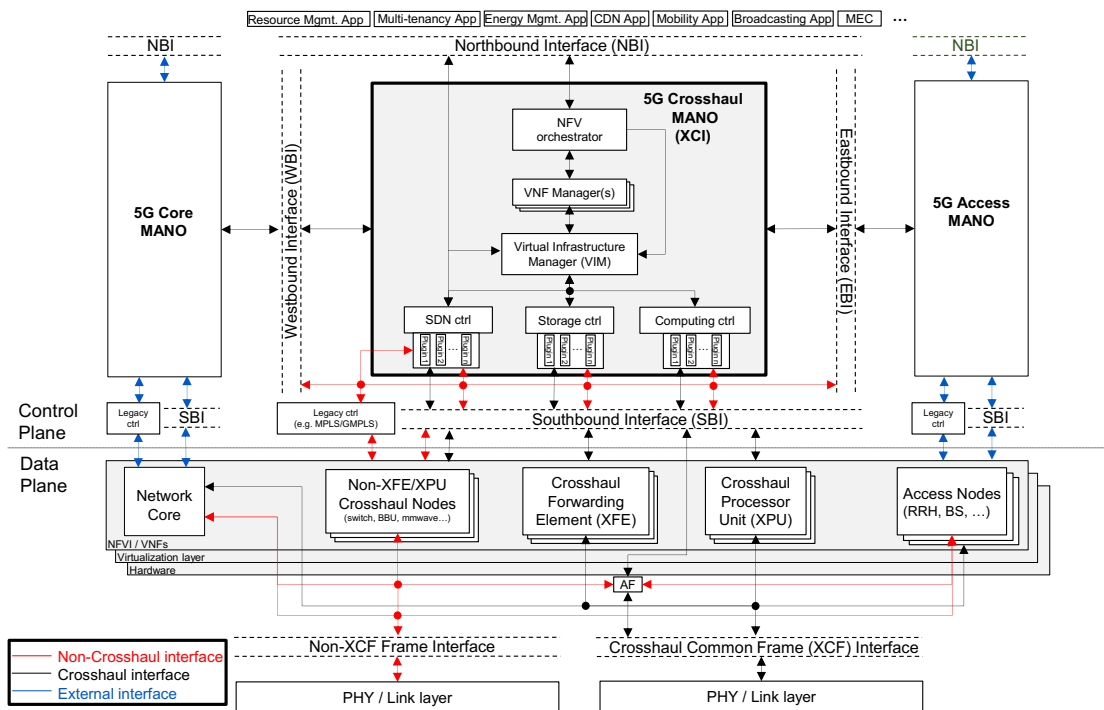 Resource Mgmt. App
Multi-tenancy App
Energy Mgmt. App
CDN App
Mobility App
Broadcasting App
MEC
...
NBI
Northbound Interface (NBI)
NBI
5G Core
MANO
Westbound Interface (WBI)
5G Crosshaul
MANO
(XCI)
NFV
orchestrator
VNF Manager(s)
Virtual Infrastructure
Manager (VIM)
SDN ctrl
Plugin 1
Plugin 2
...
Plugin n
Storage ctrl
Plugin 1
Plugin 2
...
Plugin n
Computing ctrl
Plugin 1
Plugin 2
...
Plugin n
Eastbound Interface (EBI)
5G Access
MANO
Control
Plane
Legacy
ctrl
SBI
Legacy ctrl
(e.g. MPLS/GMPLS)
Southbound Interface (SBI)
Legacy
ctrl
SBI
Data
Plane
Network
Core
Non-XFE/XPU
Crosshaul Nodes
(switch, BBU, mmwave...)
Crosshaul
Forwarding
Element (XFE)
Crosshaul
Processor
Unit (XPU)
Access Nodes
(RRH, BS, ...)
NFVI / VNFs
Virtualization layer
Hardware
AF
Non-XCF Frame Interface
Crosshaul Common Frame (XCF) Interface
PHY / Link layer
PHY / Link layer
Non-Crosshaul interface
Crosshaul interface
External interface